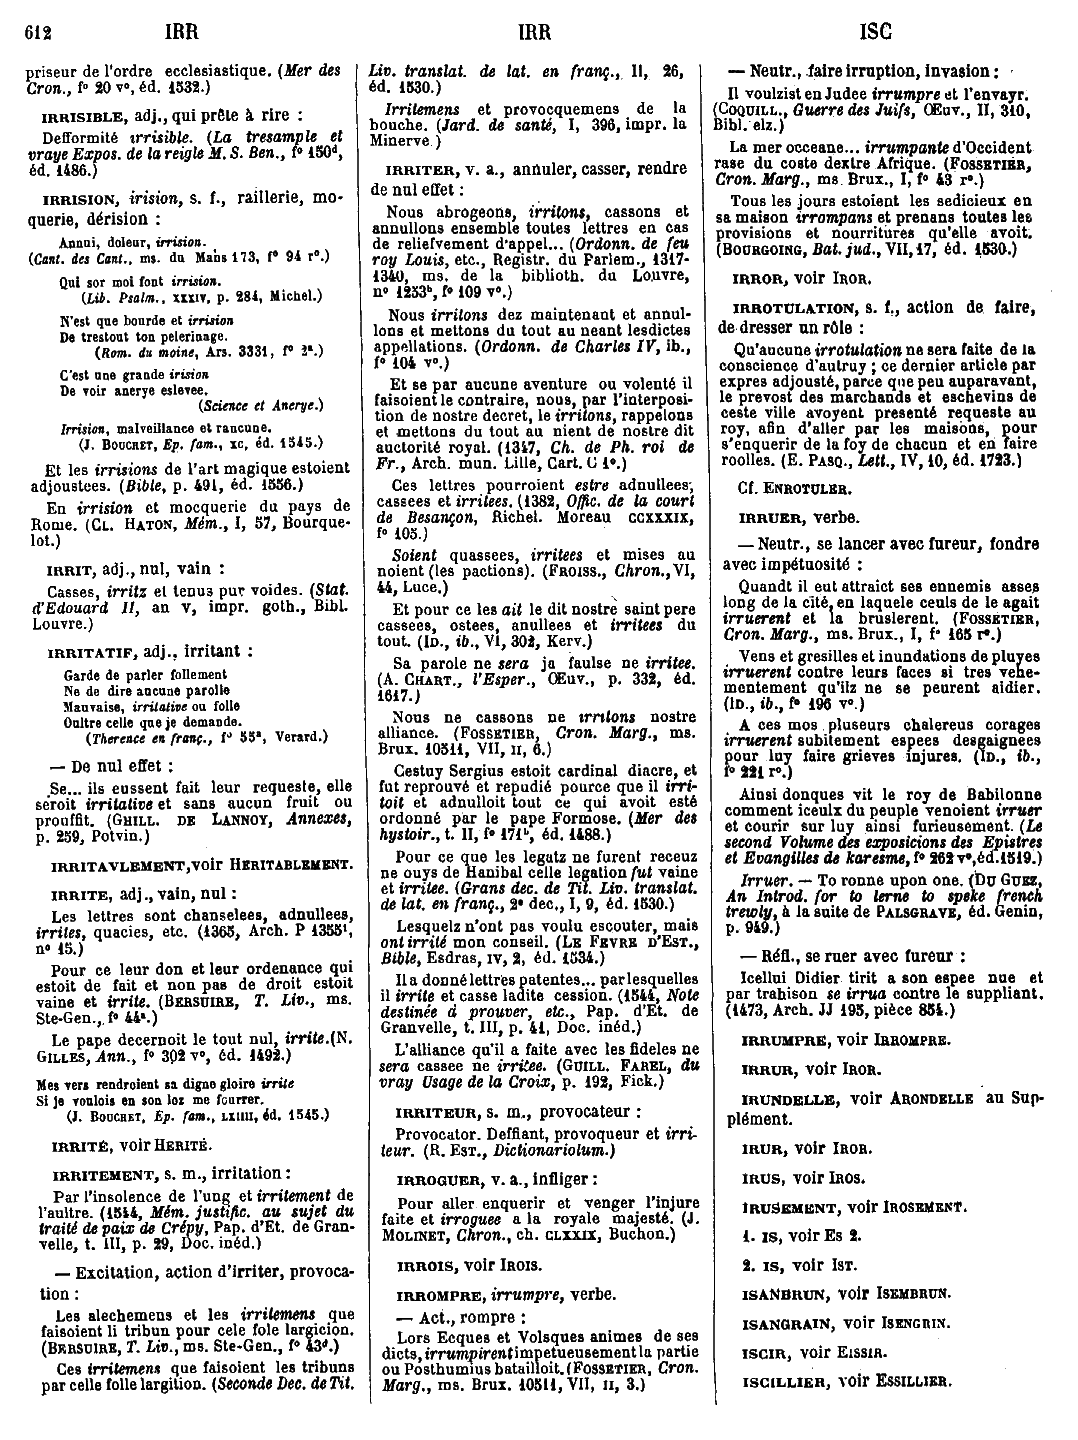 612 IRR IRR ISC
priseur de l'ordre ecclesiastique. (Mer des
Cron., f° 20 v°, éd. 1532.)
IRRISIBLE, adj., qui prête à rire :
Defformité irrisible. (La tresample et
vraye Expos. de la reigle M. S. Ben., f° 150ᵈ,
éd. 1486.)
IRRISION, irision, s. f., raillerie, mo-
querie, dérision :
Annui, doleur, irrision.
(Cant. des Cant., ms. du Mans 173, f° 94 r°.)
Qui sor moi font irrision.
(Lib. Psalm., XXXIV, p. 284, Michel.)
N'est que bourde et irrision
De trestout ton pelerinage.
(Rom. du moine, Ars. 3331, f° 2ᵃ.)
C'est une grande irision
De voir anerye eslevee.
(Science et Anerye.)
Irrision, malveillance et rancune.
(J. BOUCHET, Ep. fam., XC, éd. 1545.)
Et les irrisions de l'art magique estoient
adjoustees. (Bible, p. 491, éd. 1556.)
En irrision et mocquerie du pays de
Rome. (CL. HATON, Mém., I, 57, Bourque-
lot.)
IRRIT, adj., nul, vain :
Casses, irritz et tenus pur voides. (Stat.
d'Edouard II, an V, impr. goth., Bibl.
Louvre.)
IRRITATIF, adj., irritant :
Garde de parler follement
Ne de dire aucune parolle
Mauvaise, irritative ou folle
Oultre celle que je demande.
(Therence en franç., f° 55ᵃ, Verard.)
— De nul effet :
Se... ils eussent fait leur requeste, elle
seroit irritative et sans aucun fruit ou
prouffit. (GHILL. DE LANNOY, Annexes,
p. 259, Potvin.)
IRRITAVLEMENT, voir HERITABLEMENT.
IRRITE, adj., vain, nul :
Les lettres sont chanselees, adnullees,
irrites, quacies, etc. (1365, Arch. P 1355¹,
n° 15.)
Pour ce leur don et leur ordenance qui
estoit de fait et non pas de droit estoit
vaine et irrite. (BERSUIRE, T. Liv., ms.
Ste-Gen., f° 44ᵃ.)
Le pape decernoit le tout nul, irrite. (N.
GILLES, Ann., f° 302 v°, éd. 1492.)
Mes vers rendroient sa digne gloire irrite
Si je voulois en son loz me fourrer.
(J. BOUCHET, Ep. fam., LXIIII, éd. 1545.)
IRRITÉ, voir HERITÉ.
IRRITEMENT, s. m., irritation :
Par l'insolence de l'ung et irritement de
l'aultre. (1514, Mém. justific. au sujet du
traité de paix de Crépy, Pap. d'Et. de Gran-
velle, t. III, p. 29, Doc. inéd.)
— Excitation, action d'irriter, provoca-
tion :
Les alechemens et les irritemens que
faisoient li tribun pour cele fole largicion.
(BERSUIRE, T. Liv., ms. Ste-Gen., f° 43ᵈ.)
Ces irritemens que faisoient les tribuns
par celle folle largition. (Seconde Dec. de Tit.
Liv. translat. de lat. en franç., II, 26,
éd. 1530.)
Irritemens et provocquemens de la
bouche. (Jard. de santé, I, 396, impr. la
Minerve.)
IRRITER, v. a., annuler, casser, rendre
de nul effet :
Nous abrogeons, irritons, cassons et
annullons ensemble toutes lettres en cas
de reliefvement d'appel... (Ordonn. de feu
roy Louis, etc., Registr. du Parlem., 1317-
1340, ms. de la biblioth. du Louvre,
n° 1253ᵇ, f° 109 v°.)
Nous irritons dez maintenant et annul-
lons et mettons du tout au neant lesdictes
appellations. (Ordonn. de Charles IV, ib.,
f° 104 v°.)
Et se par aucune aventure ou volenté il
faisoient le contraire, nous, par l'interposi-
tion de nostre decret, le irritons, rappelons
et mettons du tout au nient de nostre dit
auctorité royal. (1347, Ch. de Ph. roi de
Fr., Arch. mun. Lille, Cart. C 1°.)
Ces lettres pourroient estre adnullees,
cassees et irritees. (1382, Offic. de la court
de Besançon, Richel. Moreau CCXXXIX,
f° 105.)
Soient quassees, irritees et mises au
noient (les pactions). (FROISS., Chron., VI,
44, Luce.)
Et pour ce les ait le dit nostre saint pere
cassees, ostees, anullees et irritees du
tout. (ID., ib., VI, 302, Kerv.)
Sa parole ne sera ja faulse ne irritee.
(A. CHART., l'Esper., Œuv., p. 332, éd.
1617.)
Nous ne cassons ne irritons nostre
alliance. (FOSSETIER, Cron. Marg., ms.
Brux. 10511, VII, II, 6.)
Cestuy Sergius estoit cardinal diacre, et
fut reprouvé et repudié pource que il irri-
toit et adnulloit tout ce qui avoit esté
ordonné par le pape Formose. (Mer des
hystoir., t. II, f° 171ᵇ, éd. 1488.)
Pour ce que les legatz ne furent receuz
ne ouys de Hanibal celle legation fut vaine
et irritee. (Grans dec. de Tit. Liv. translat.
de lat. en franç., 2ᵉ dec., I, 9, éd. 1530.)
Lesquelz n'ont pas voulu escouter, mais
ont irrité mon conseil. (LE FEVRE D'EST.,
Bible, Esdras, IV, 2, éd. 1534.)
Il a donné lettres patentes... par lesquelles
il irrite et casse ladite cession. (1544, Note
destinée à prouver, etc., Pap. d'Et. de
Granvelle, t. III, p. 41, Doc. inéd.)
L'alliance qu'il a faite avec les fideles ne
sera cassee ne irritee. (GUILL. FAREL, du
vray Usage de la Croix, p. 192, Fick.)
IRRITEUR, s. m., provocateur :
Provocator. Deffiant, provoqueur et irri-
teur. (R. EST., Dictionariolum.)
IRROGUER, v. a., infliger :
Pour aller enquerir et venger l'injure
faite et irroguee a la royale majesté. (J.
MOLINET, Chron., ch. CLXXIX, Buchon.)
IRROIS, voir IROIS.
IRROMPRE, irrumpre, verbe.
— Act., rompre :
Lors Ecques et Volsques animes de ses
dicts, irrumpirent impetueusement la partie
ou Posthumius batailloit. (FOSSETIER, Cron.
Marg., ms. Brux. 10511, VII, II, 3.)
— Neutr., faire irruption, invasion :
Il voulzist en Judee irrumpre et l'envayr.
(COQUILL., Guerre des Juifs, Œuv., II, 310,
Bibl. elz.)
La mer occeane... irrumpante d'Occident
rase du coste dextre Afrique. (FOSSETIER,
Cron. Marg., ms. Brux., I, f° 43 r°.)
Tous les jours estoient les sedicieux en
sa maison irrompans et prenans toutes les
provisions et nourritures qu'elle avoit.
(BOURGOING, Bat. jud., VII, 17, éd. 1530.)
IRROR, voir IROR.
IRROTULATION, s. f., action de faire,
de dresser un rôle :
Qu'aucune irrotulation ne sera faite de la
conscience d'autruy ; ce dernier article par
expres adjousté, parce que peu auparavant,
le prevost des marchands et eschevins de
ceste ville avoyent presenté requeste au
roy, afin d'aller par les maisons, pour
s'enquerir de la foy de chacun et en faire
roolles. (E. PASQ., Lett., IV, 10, éd. 1723.)
Cf. ENROTULER.
IRRUER, verbe.
— Neutr., se lancer avec fureur, fondre
avec impétuosité :
Quandt il eut attraict ses ennemis asses
long de la cité, en laquele ceuls de le agait
irruerent et la bruslerent. (FOSSETIER,
Cron. Marg., ms. Brux., I, f° 165 r°.)
Vens et gresilles et inundations de pluyes
irruerent contre leurs faces si tres vehe-
mentement qu'ilz ne se peurent aidier.
(ID., ib., f° 196 v°.)
A ces mos pluseurs chalereus corages
irruerent subitement espees desgaignees
pour luy faire grieves injures. (ID., ib.,
f° 221 r°.)
Ainsi donques vit le roy de Babilonne
comment iceulx du peuple venoient irruer
et courir sur luy ainsi furieusement. (Le
second Volume des exposicions des Epistres
et Evangilles de karesme, f° 262 v°, éd. 1519.)
Irruer. — To ronne upon one. (DU GUEZ,
An Introd. for to lerne to speke french
trewly, à la suite de PALSGRAVE, éd. Genin,
p. 949.)
— Réfl., se ruer avec fureur :
Icellui Didier tirit a son espee nue et
par trahison se irrua contre le suppliant.
(1473, Arch. JJ 195, pièce 854.)
IRRUMPRE, voir IRROMPRE.
IRRUR, voir IROR.
IRUNDELLE, voir ARONDELLE au Sup-
plément.
IRUR, voir IROR.
IRUS, voir IROS.
IRUSEMENT, voir IROSEMENT.
1. IS, voir ES 2.
2. IS, voir IST.
ISANBRUN, voir ISEMBRUN.
ISANGRAIN, voir ISENGRIN.
ISCIR, voir EISSIR.
ISCILLIER, voir ESSILLIER.